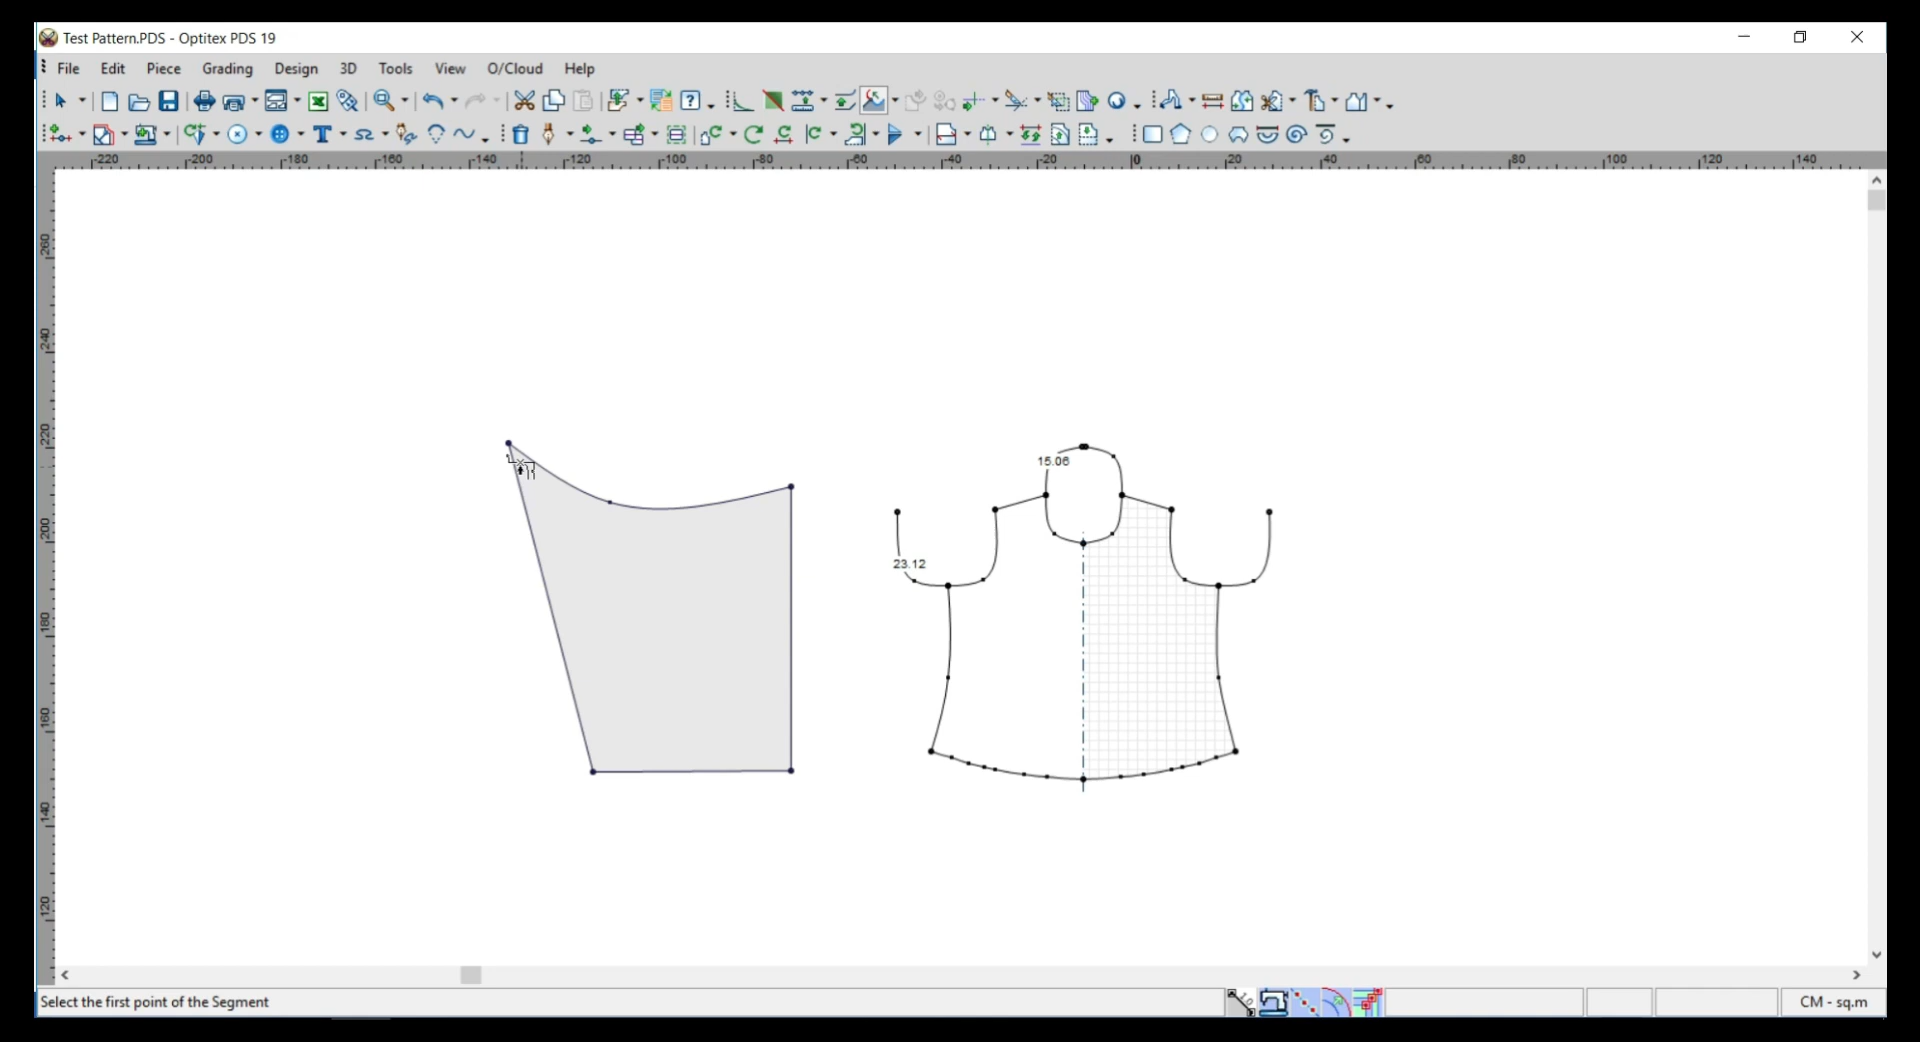 Test Pattern.PDS - Optitex PDS 19
File Edit Piece Grading Design 3D Tools View O/Cloud Help
-220 -200 -180 -160 -140 -120 -100 -80 -60 -40 -20 0 20 40 60 80 100 120 140
260
240
220
200
180
160
140
120
15.06
23.12
Select the first point of the Segment
CM - sq.m